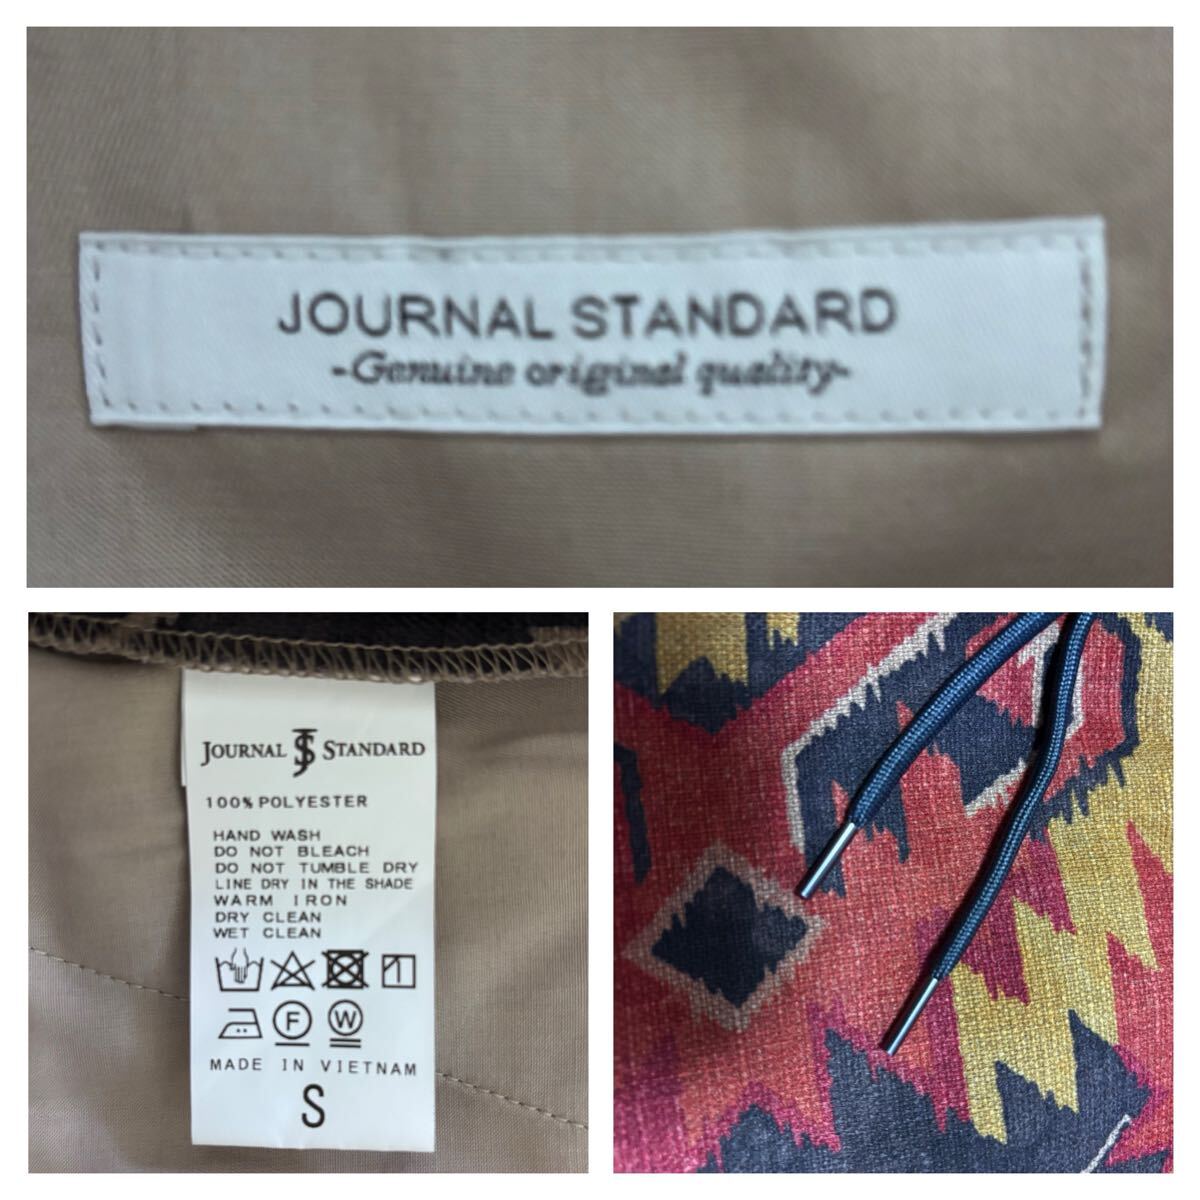 JOURNAL STANDARD
-Genuine original quality-
JOURNAL JS STANDARD
100% POLYESTER
HAND WASH
DO NOT BLEACH
DO NOT TUMBLE DRY
LINE DRY IN THE SHADE
WARM IRON
DRY CLEAN
WET CLEAN
F W
MADE IN VIETNAM
S